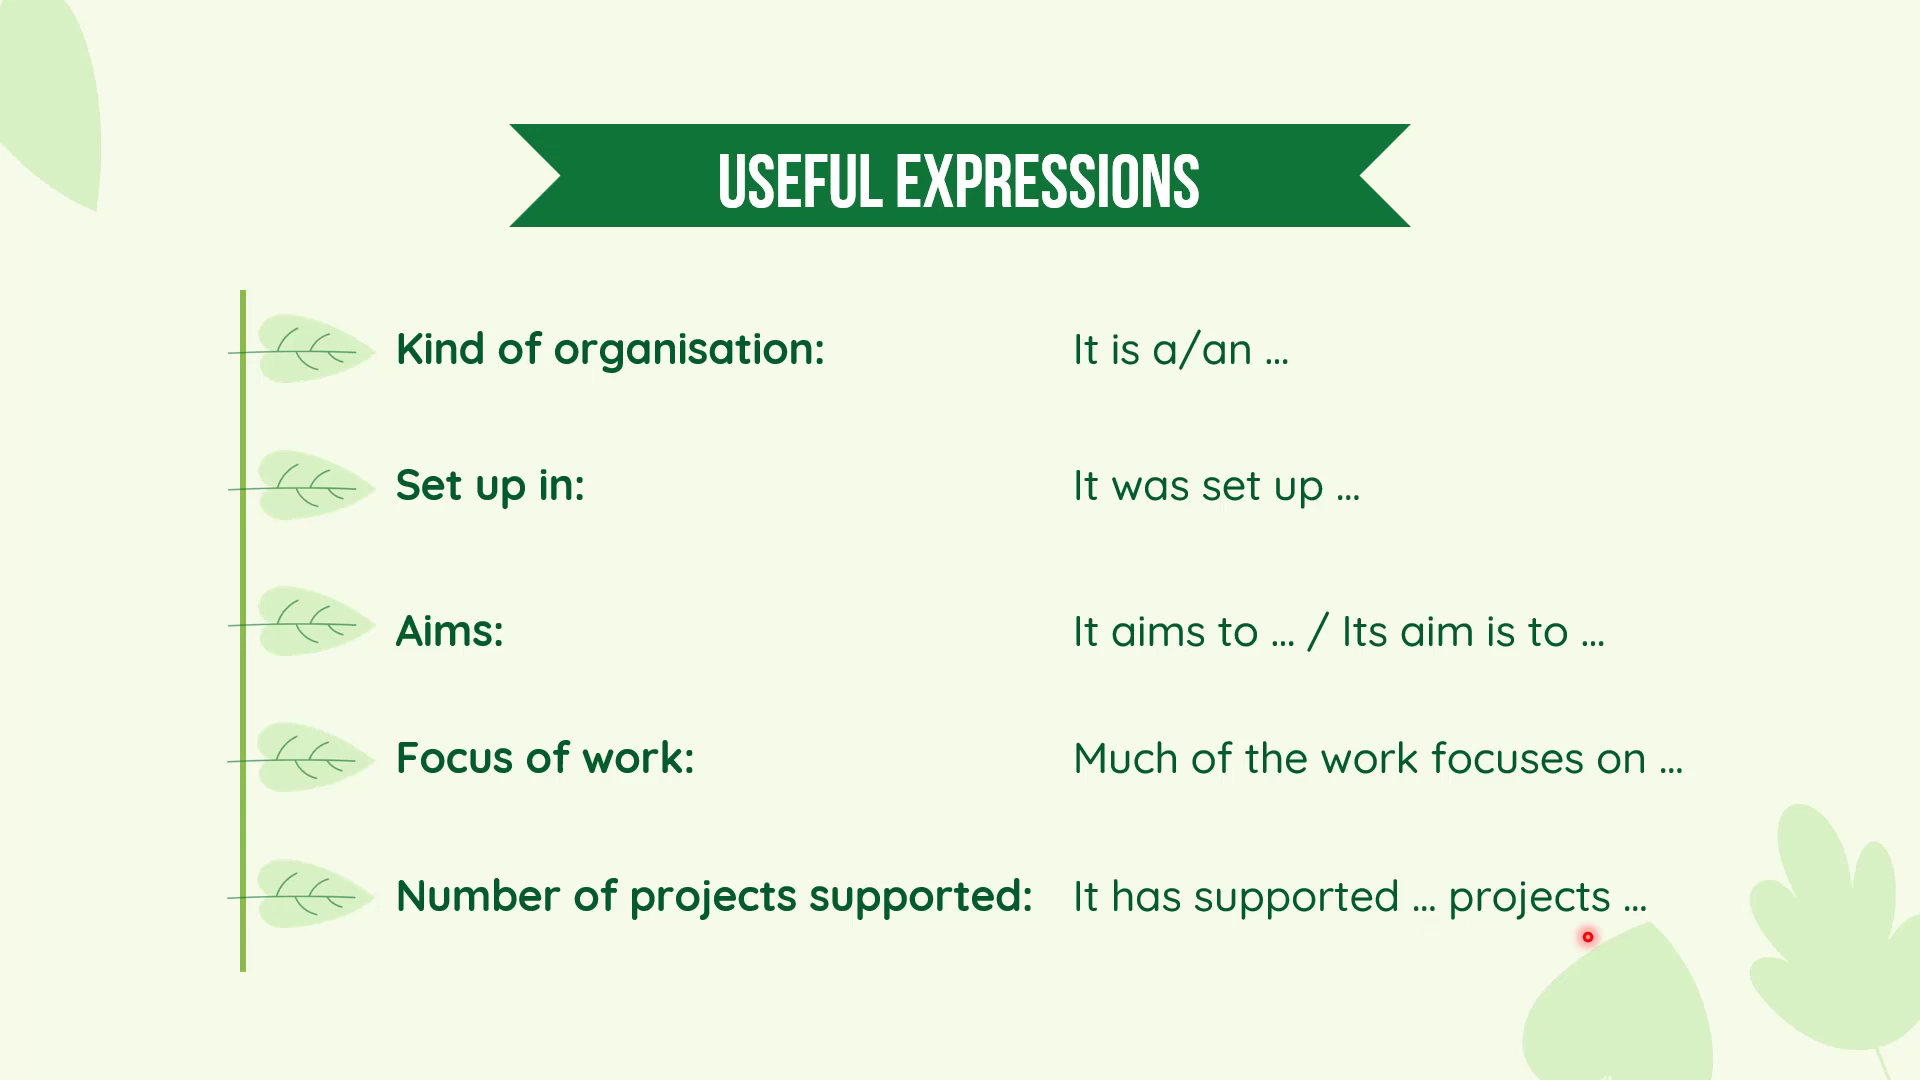 USEFUL EXPRESSIONS
Kind of organisation: It is a/an ...
Set up in: It was set up ...
Aims: It aims to ... / Its aim is to ...
Focus of work: Much of the work focuses on ...
Number of projects supported: It has supported ... projects ...